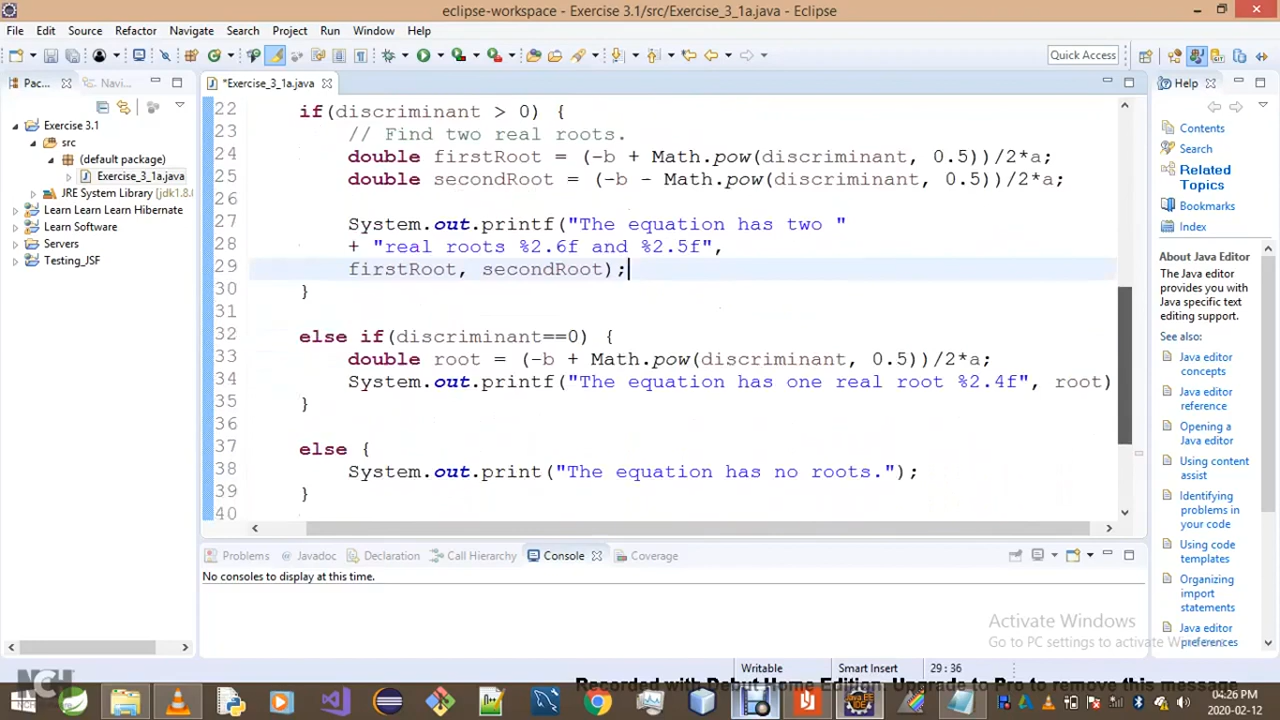 eclipse-workspace - Exercise 3.1/src/Exercise_3_1a.java - Eclipse
File Edit Source Refactor Navigate Search Project Run Window Help
Quick Access
Pac... Navi...
*Exercise_3_1a.java
Help
Exercise 3.1
src
(default package)
Exercise_3_1a.java
JRE System Library [jdk1.8.0
Learn Learn Learn Hibernate
Learn Software
Servers
Testing_JSF
22 if(discriminant > 0) {
23 // Find two real roots.
24 double firstRoot = (-b + Math.pow(discriminant, 0.5))/2*a;
25 double secondRoot = (-b - Math.pow(discriminant, 0.5))/2*a;
26
27 System.out.printf("The equation has two "
28 + "real roots %2.6f and %2.5f",
29 firstRoot, secondRoot);
30 }
31
32 else if(discriminant==0) {
33 double root = (-b + Math.pow(discriminant, 0.5))/2*a;
34 System.out.printf("The equation has one real root %2.4f", root)
35 }
36
37 else {
38 System.out.print("The equation has no roots.");
39 }
40
Contents
Search
Related
Topics
Bookmarks
Index
About Java Editor
The Java editor
provides you with
Java specific text
editing support.
See also:
Java editor
concepts
Java editor
reference
Opening a
Java editor
Using content
assist
Identifying
problems in
your code
Using code
templates
Organizing
import
statements
Java editor
preferences
Problems Javadoc Declaration Call Hierarchy Console Coverage
No consoles to display at this time.
Activate Windows
Go to PC settings to activate Windows.
Writable Smart Insert 29 : 36
NCH
Recorded with Debut Home Edition. Upgrade to Pro to remove this message
04:26 PM
2020-02-12